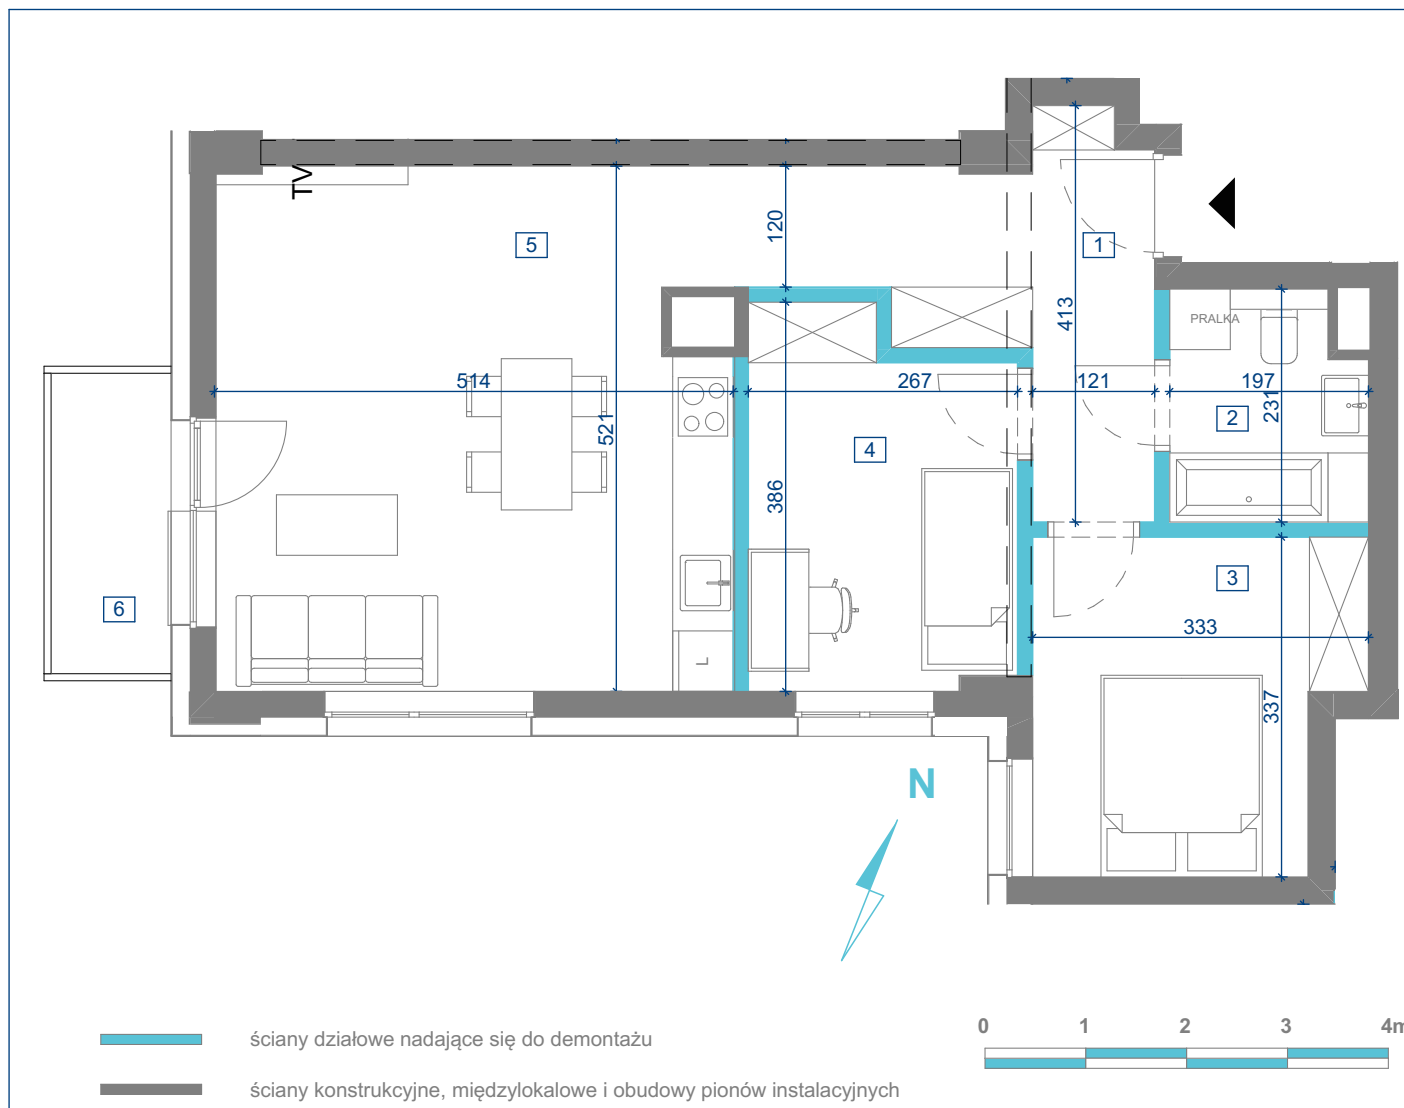 TV
5
120
1
413
PRALKA
514
521
267
121
197
231
2
4
386
6
3
333
337
L
N
ściany działowe nadające się do demontażu
ściany konstrukcyjne, międzylokalowe i obudowy pionów instalacyjnych
0 1 2 3 4m